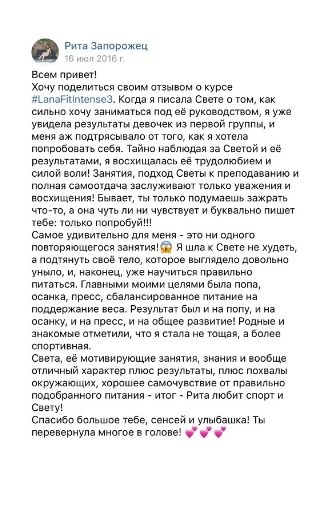 Рита Запорожец
16 июл 2016 г.
Всем привет!
Хочу поделиться своим отзывом о курсе
#LanaFitIntense3. Когда я писала Свете о том, как
сильно хочу заниматься под её руководством, я уже
увидела результаты девочек из первой группы, и
меня аж подтрясывало от того, как я хотела
попробовать себя. Тайно наблюдая за Светой и её
результатами, я восхищалась её трудолюбием и
силой воли! Занятия, подход Светы к преподаванию и
полная самоотдача заслуживают только уважения и
восхищения! Бывает, ты только подумаешь зажрать
что-то, а она чуть ли ни чувствует и буквально пишет
тебе: только попробуй!!!
Самое удивительно для меня - это ни одного
повторяющегося занятия!😱 Я шла к Свете не худеть,
а подтянуть своё тело, которое выглядело довольно
уныло, и, наконец, уже научиться правильно
питаться. Главными моими целями была попа,
осанка, пресс, сбалансированное питание на
поддержание веса. Результат был и на попу, и на
осанку, и на пресс, и на общее развитие! Родные и
знакомые отметили, что я стала не тощая, а более
спортивная.
Света, её мотивирующие занятия, знания и вообще
отличный характер плюс результаты, плюс похвалы
окружающих, хорошее самочувствие от правильно
подобранного питания - итог - Рита любит спорт и
Свету!
Спасибо большое тебе, сенсей и улыбашка! Ты
перевернула многое в голове! 💕💕💕